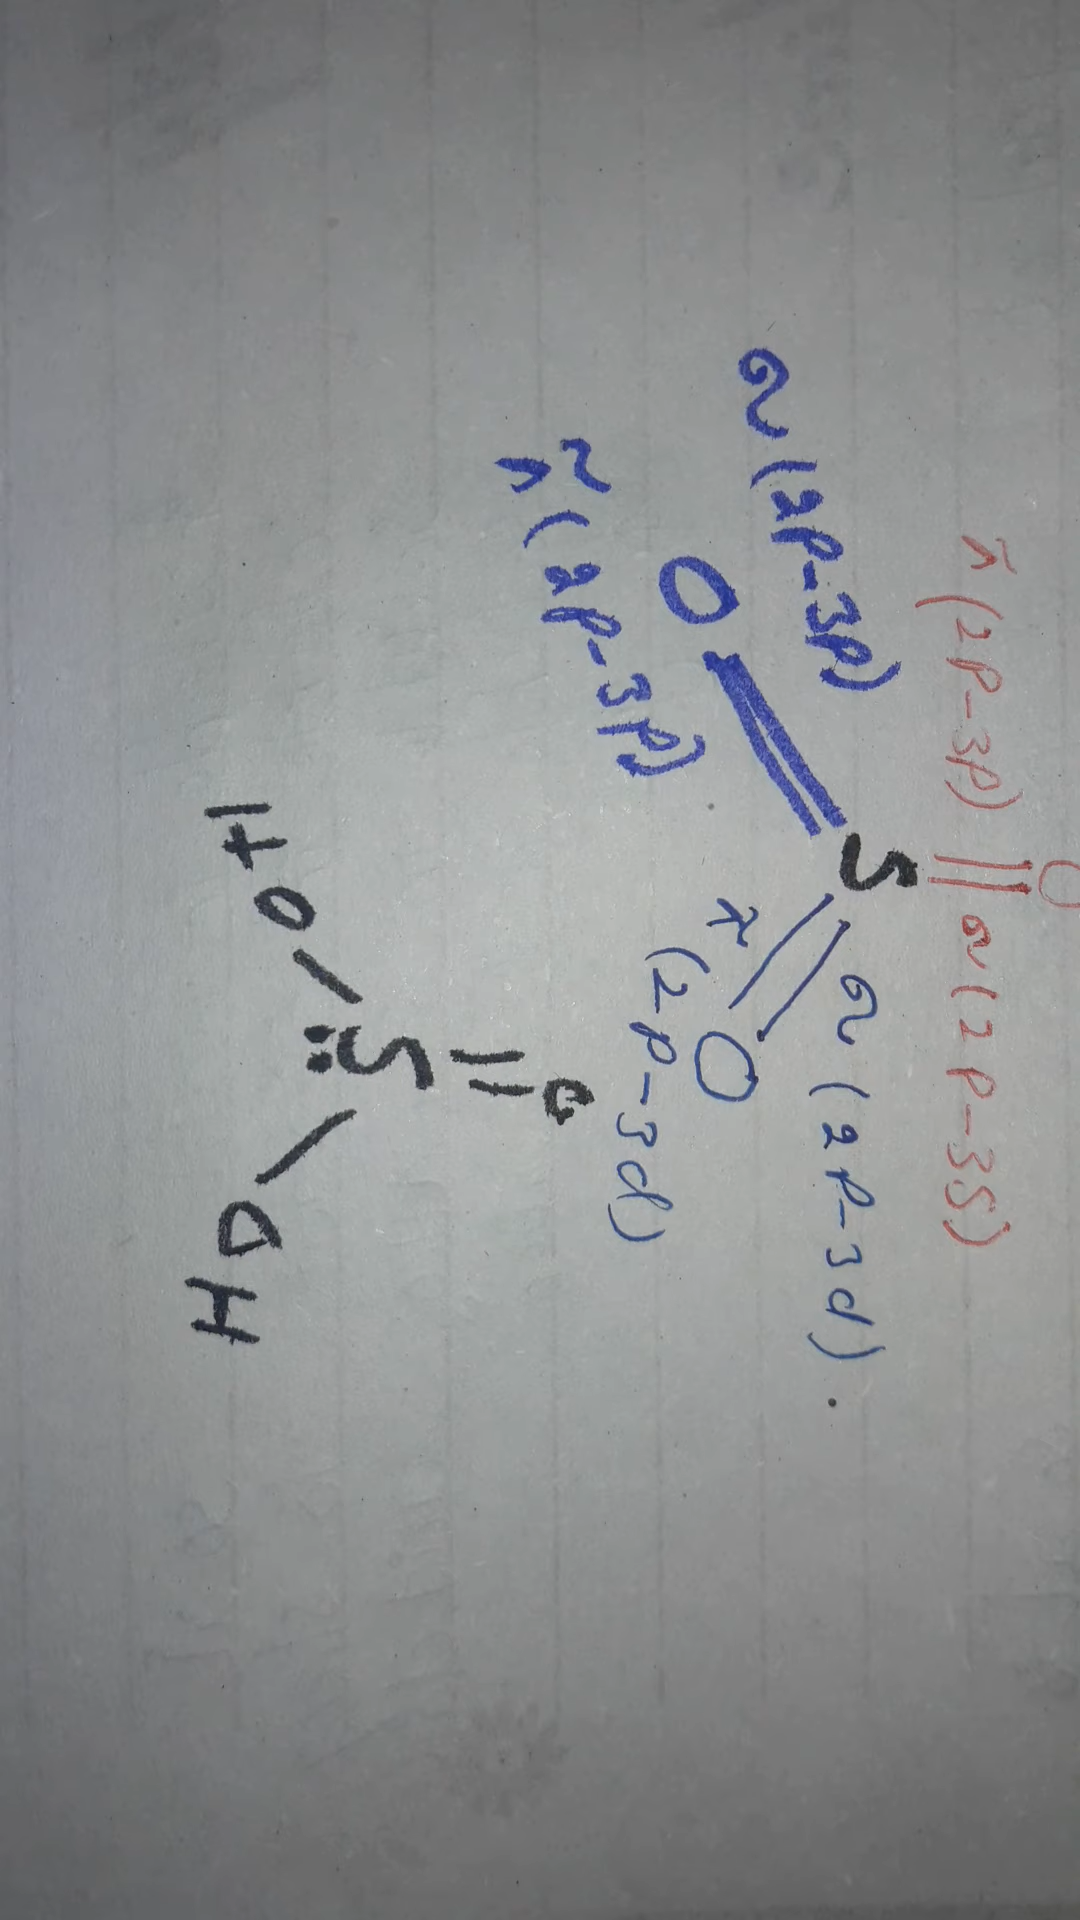 O
π (2P-3P) σ (2P-3S)
S
σ (2P-3P) σ (2P-3d).
O O
π (2P-3P) π (2P-3d)
O
S
HO OH